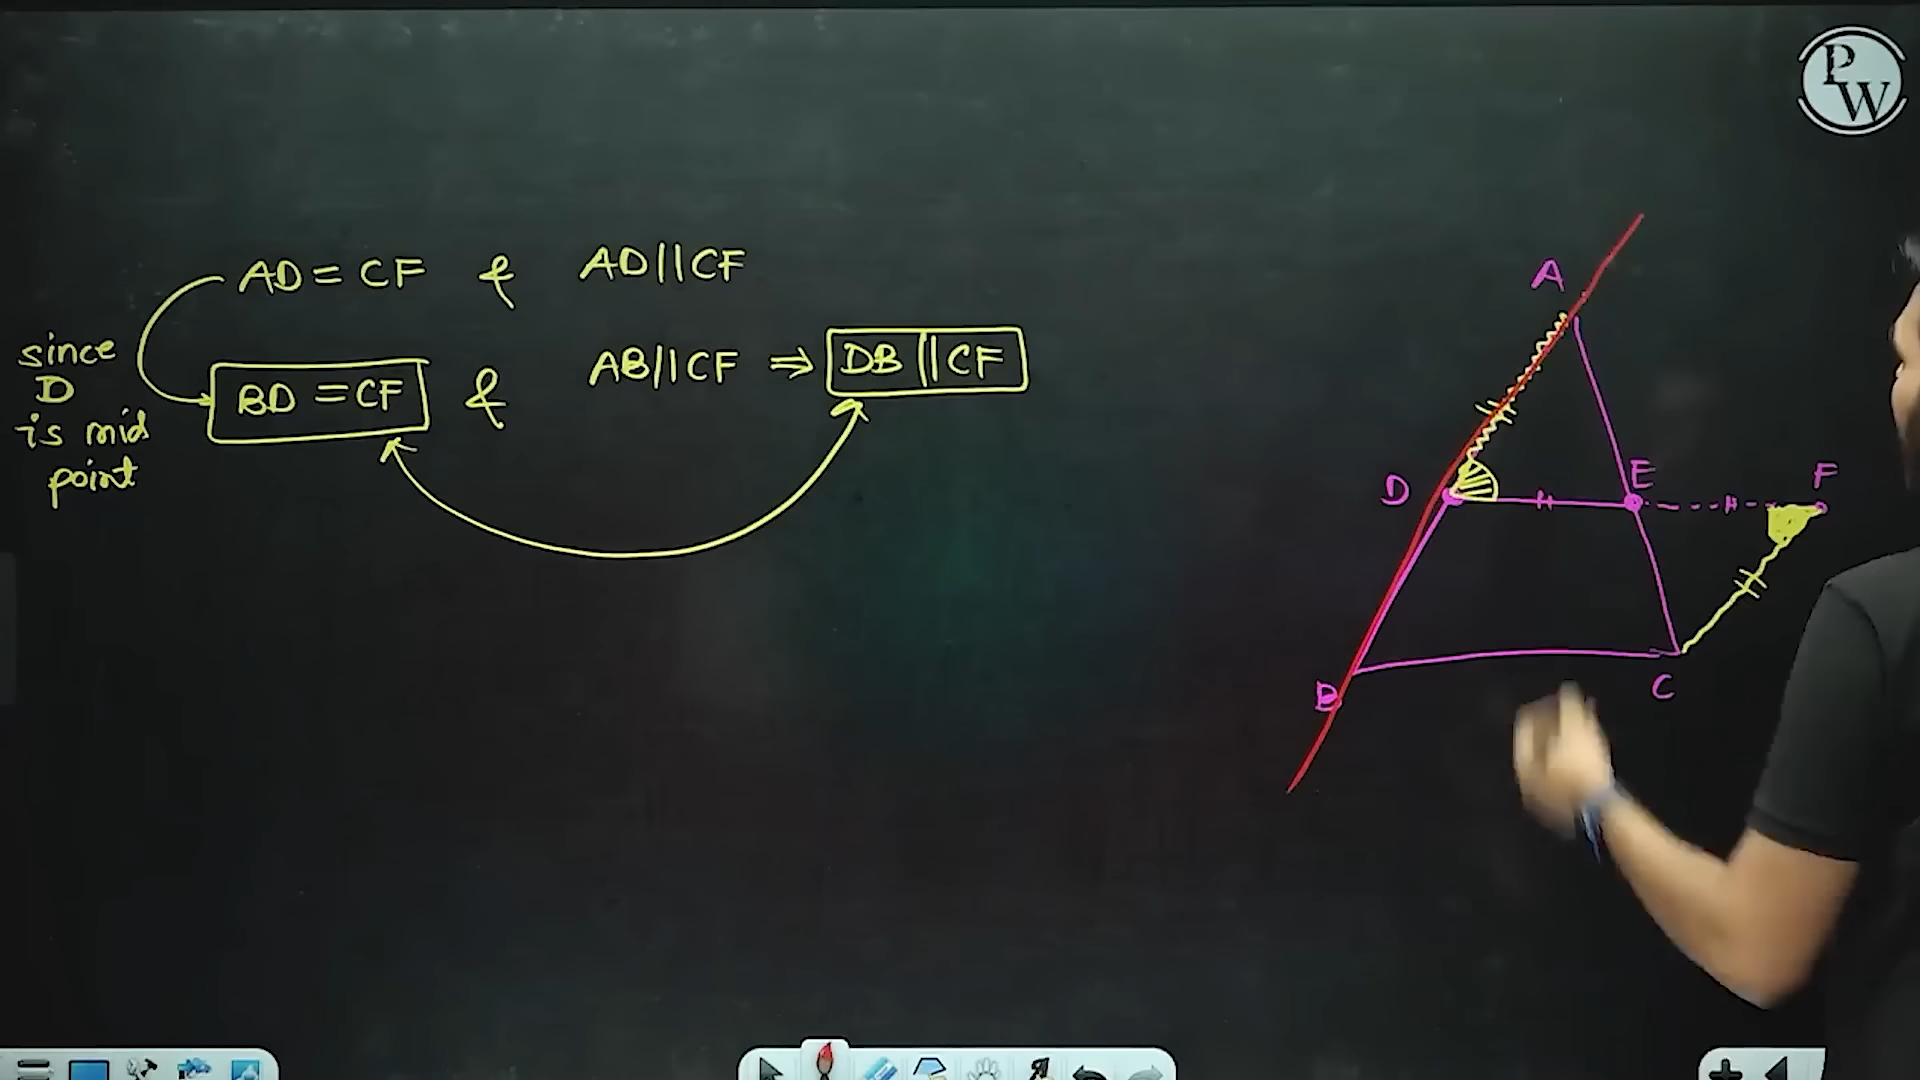 PW
AD = CF & AD||CF
since
D
is mid
point
BD = CF & AB||CF ⇒ DB||CF
A
D
E
F
B
C